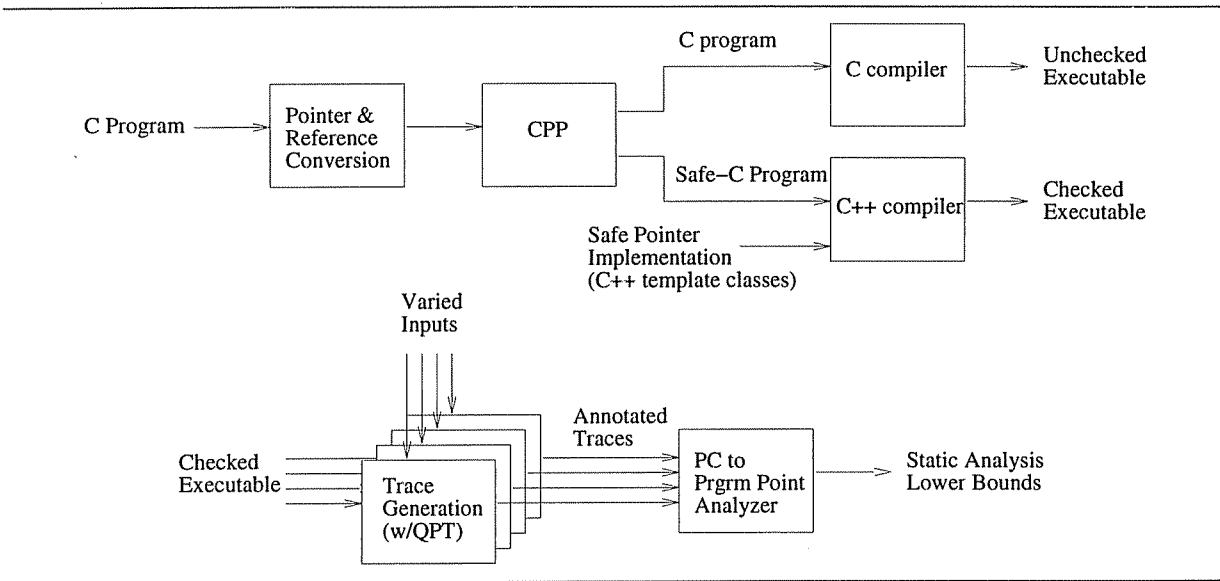 C program
C compiler
Unchecked
Executable
C Program
Pointer &
Reference
Conversion
CPP
Safe–C Program
C++ compiler
Checked
Executable
Safe Pointer
Implementation
(C++ template classes)
Varied
Inputs
Annotated
Traces
Checked
Executable
Trace
Generation
(w/QPT)
PC to
Prgrm Point
Analyzer
Static Analysis
Lower Bounds